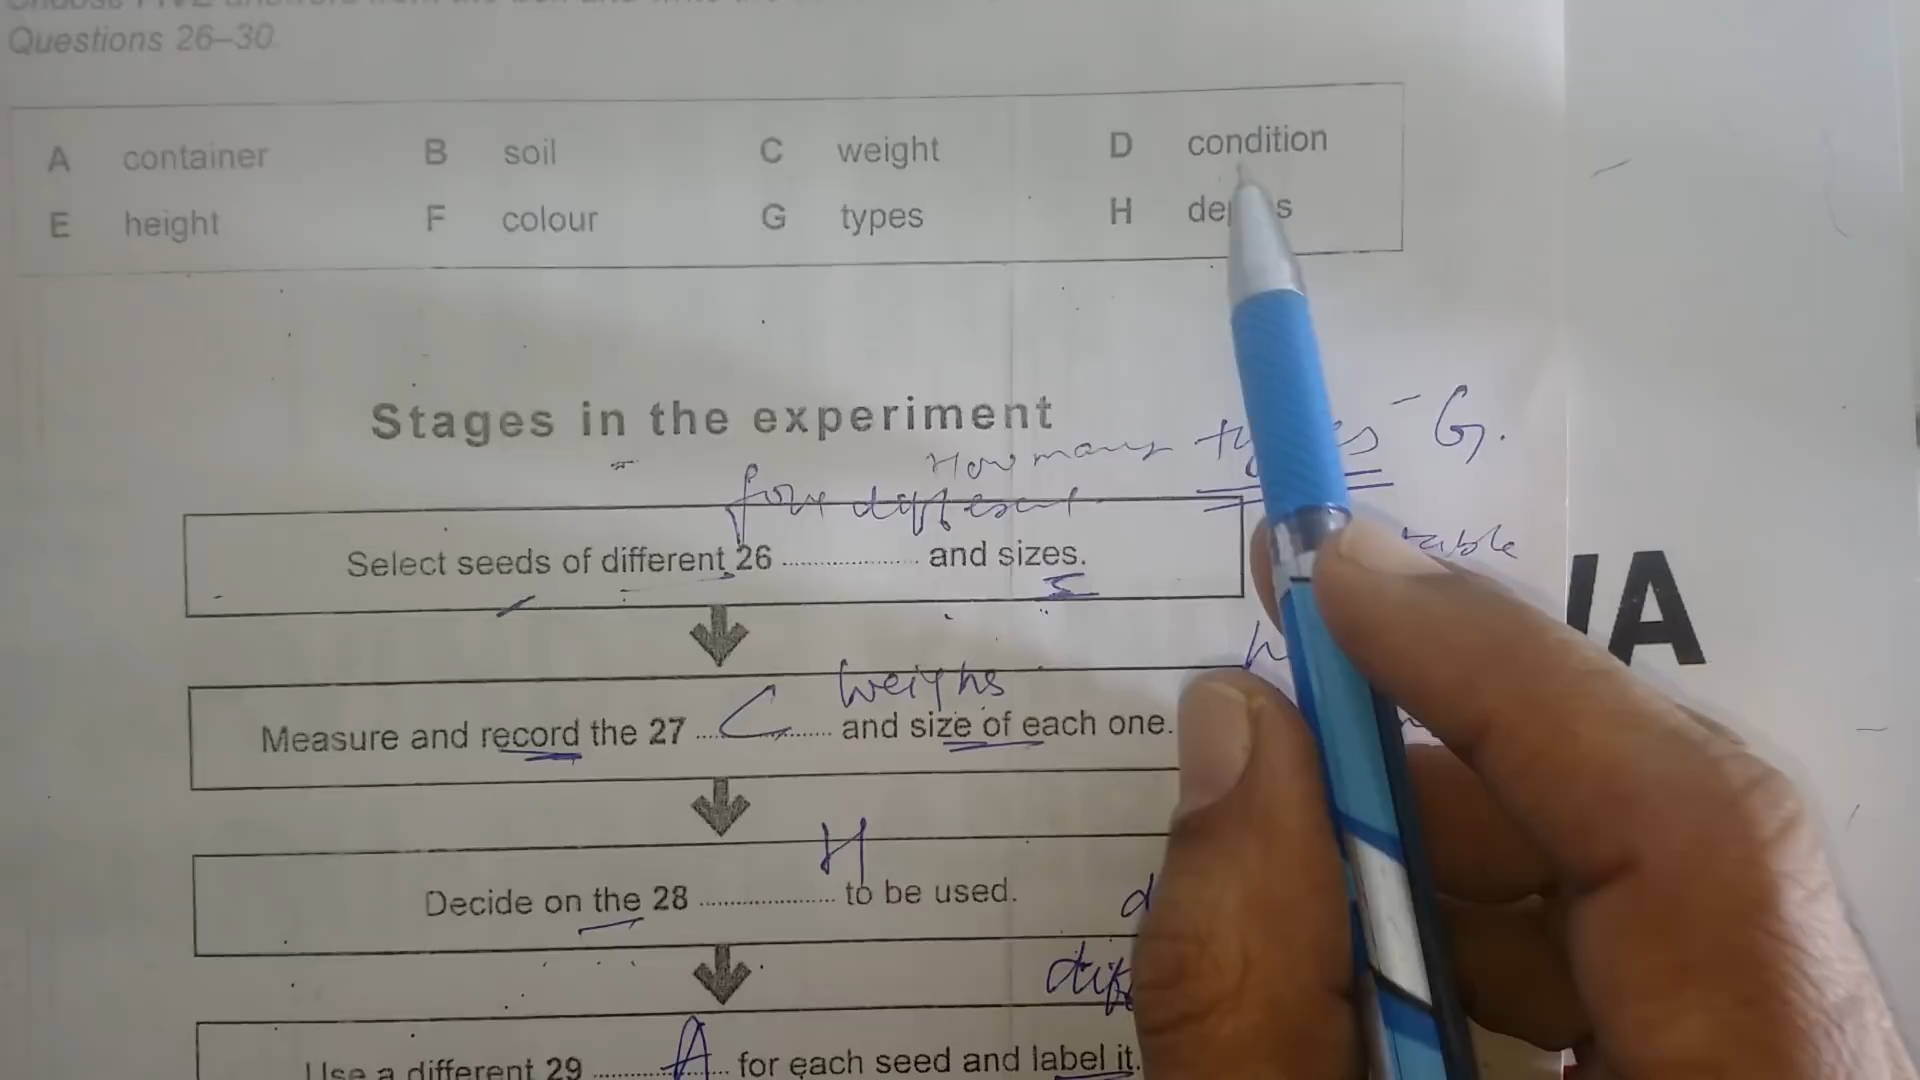 Questions 26–30
A container B soil C weight D condition
E height F colour G types H
Stages in the experiment
How many types - G.
four different
Select seeds of different 26 .................... and sizes.
weighs
Measure and record the 27 .... C ........ and size of each one.
H
Decide on the 28 .................... to be used.
Use a different 29 ........ A .... for each seed and label it.